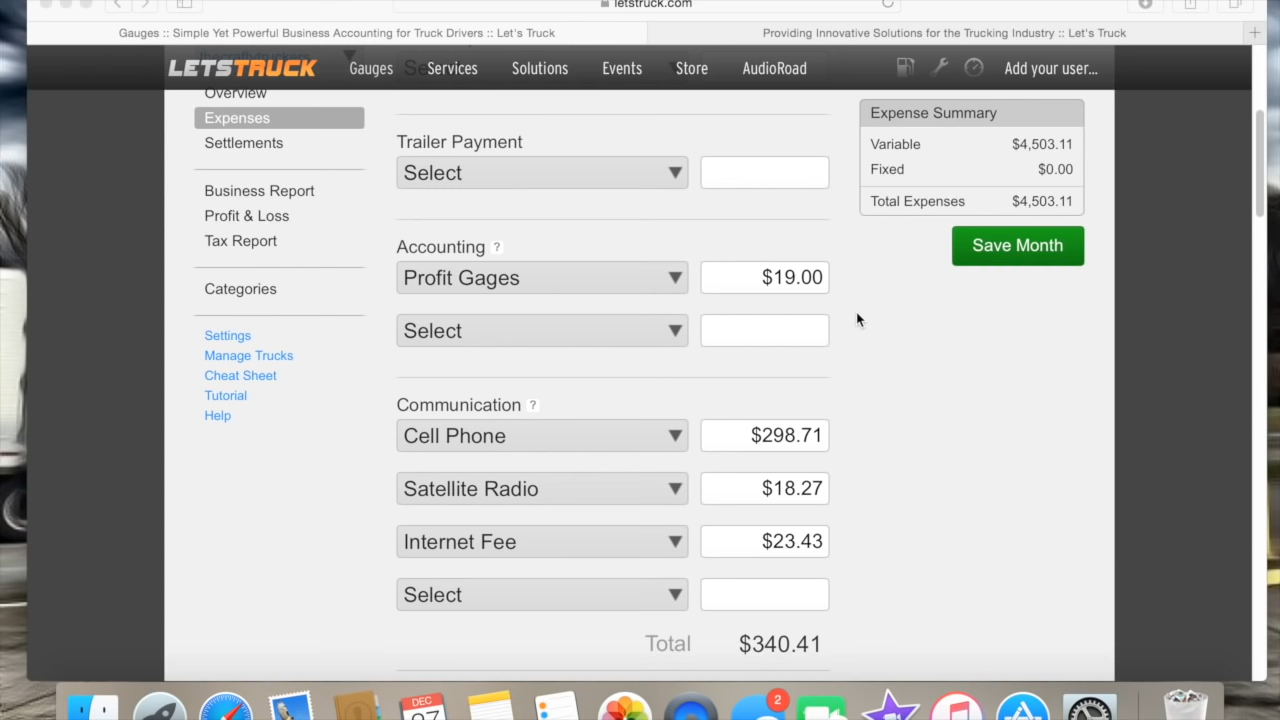 letstruck.com
Gauges :: Simple Yet Powerful Business Accounting for Truck Drivers :: Let's Truck
Providing Innovative Solutions for the Trucking Industry :: Let's Truck
LETSTRUCK
Gauges
Services
Solutions
Events
Store
AudioRoad
Add your user...
Overview
Expenses
Settlements
Business Report
Profit & Loss
Tax Report
Categories
Settings
Manage Trucks
Cheat Sheet
Tutorial
Help
Trailer Payment
Select
Accounting ?
Profit Gages $19.00
Select
Communication ?
Cell Phone $298.71
Satellite Radio $18.27
Internet Fee $23.43
Select
Total $340.41
Expense Summary
Variable $4,503.11
Fixed $0.00
Total Expenses $4,503.11
Save Month
DEC
2